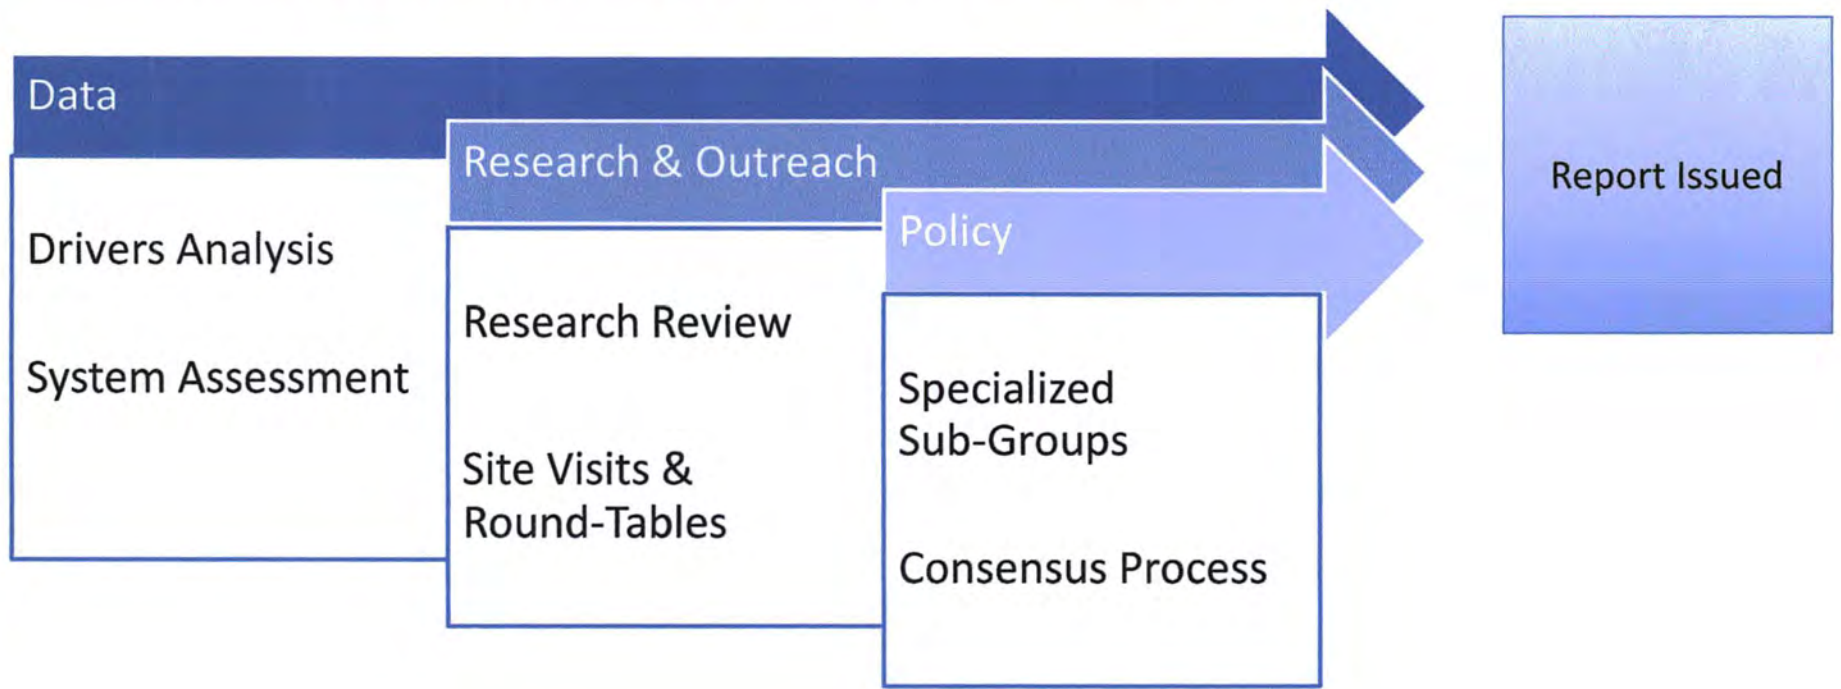 Data
Drivers Analysis
System Assessment
Research & Outreach
Research Review
Site Visits &
Round-Tables
Policy
Specialized
Sub-Groups
Consensus Process
Report Issued